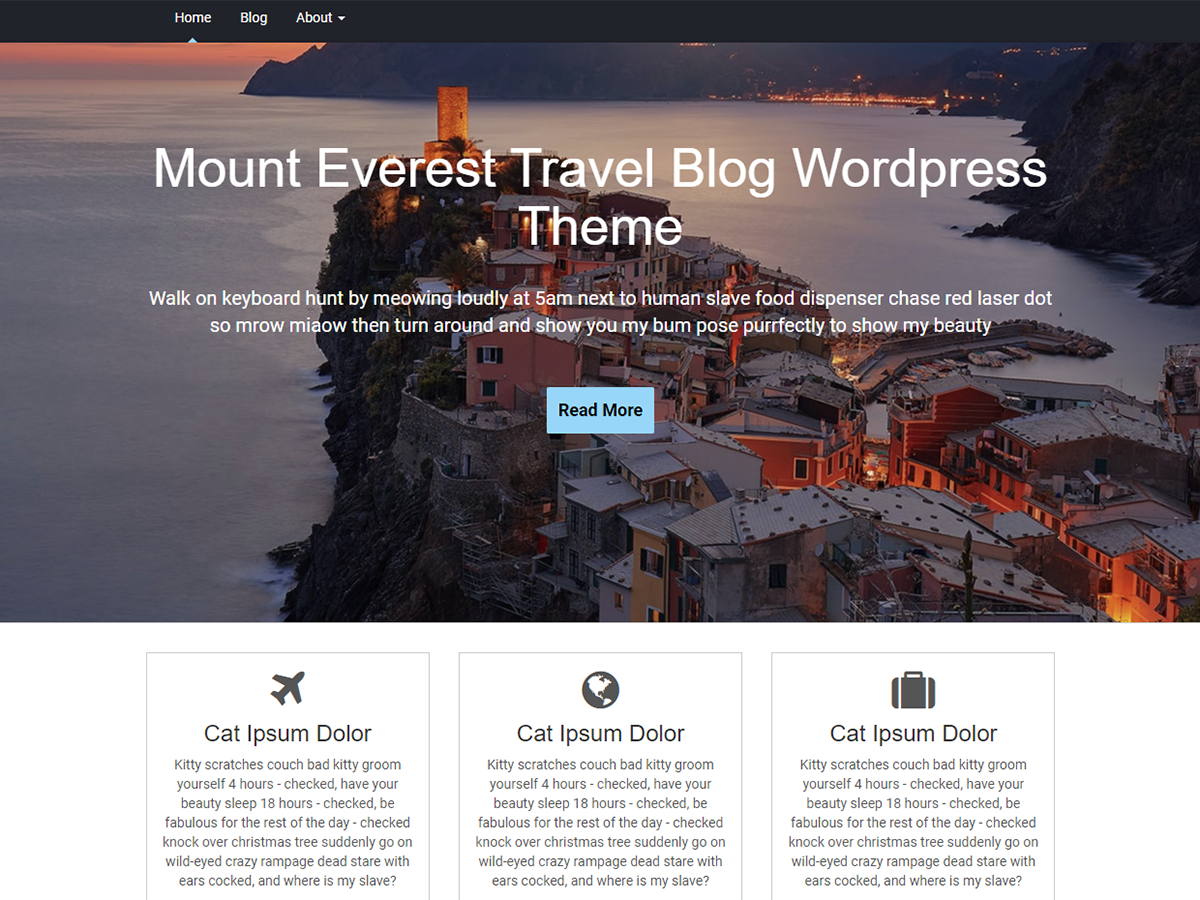 Home Blog About
Mount Everest Travel Blog Wordpress
Theme
Walk on keyboard hunt by meowing loudly at 5am next to human slave food dispenser chase red laser dot
so mrow miaow then turn around and show you my bum pose purrfectly to show my beauty
Read More
Cat Ipsum Dolor
Kitty scratches couch bad kitty groom
yourself 4 hours - checked, have your
beauty sleep 18 hours - checked, be
fabulous for the rest of the day - checked
knock over christmas tree suddenly go on
wild-eyed crazy rampage dead stare with
ears cocked, and where is my slave?
Cat Ipsum Dolor
Kitty scratches couch bad kitty groom
yourself 4 hours - checked, have your
beauty sleep 18 hours - checked, be
fabulous for the rest of the day - checked
knock over christmas tree suddenly go on
wild-eyed crazy rampage dead stare with
ears cocked, and where is my slave?
Cat Ipsum Dolor
Kitty scratches couch bad kitty groom
yourself 4 hours - checked, have your
beauty sleep 18 hours - checked, be
fabulous for the rest of the day - checked
knock over christmas tree suddenly go on
wild-eyed crazy rampage dead stare with
ears cocked, and where is my slave?